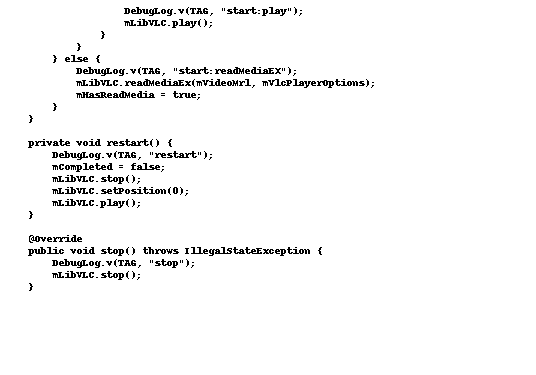 DebugLog.v(TAG, "start:play");
                mLibVLC.play();
            }
        }
    } else {
        DebugLog.v(TAG, "start:readMediaEX");
        mLibVLC.readMediaEx(mVideoMrl, mVlcPlayerOptions);
        mHasReadMedia = true;
    }
}

private void restart() {
    DebugLog.v(TAG, "restart");
    mCompleted = false;
    mLibVLC.stop();
    mLibVLC.setPosition(0);
    mLibVLC.play();
}

@Override
public void stop() throws IllegalStateException {
    DebugLog.v(TAG, "stop");
    mLibVLC.stop();
}